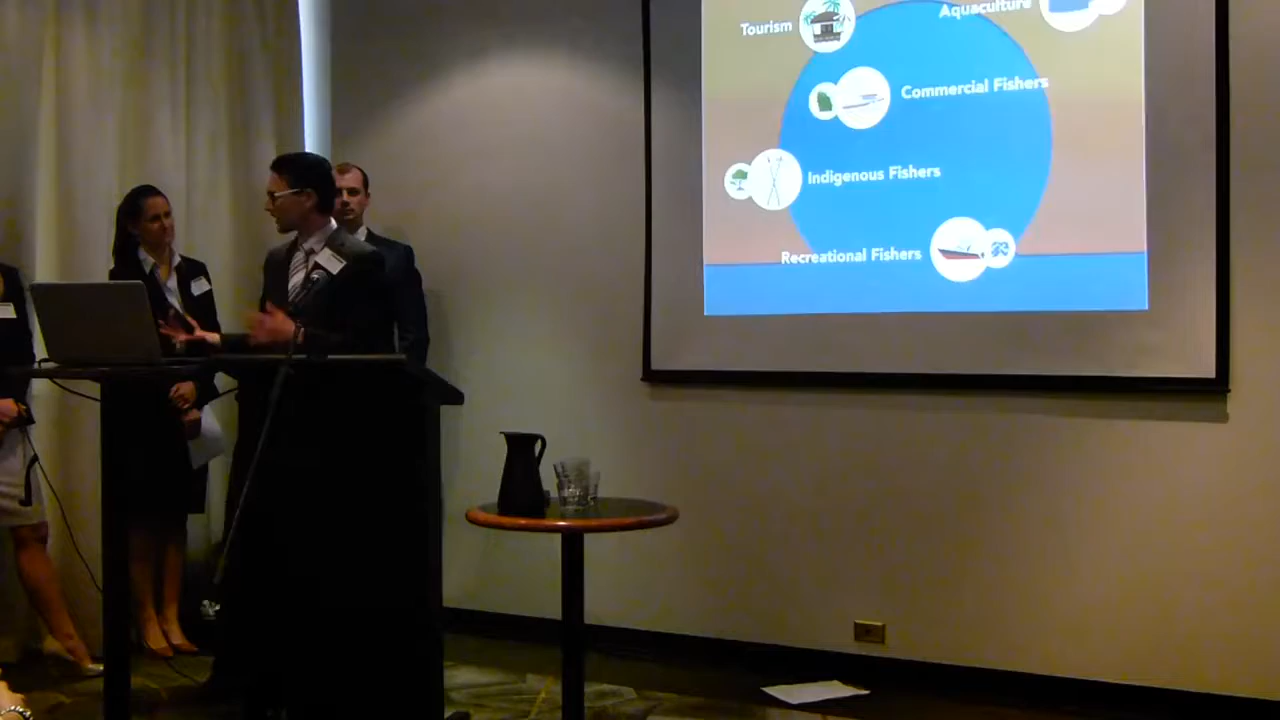 Tourism
Aquaculture
Commercial Fishers
Indigenous Fishers
Recreational Fishers